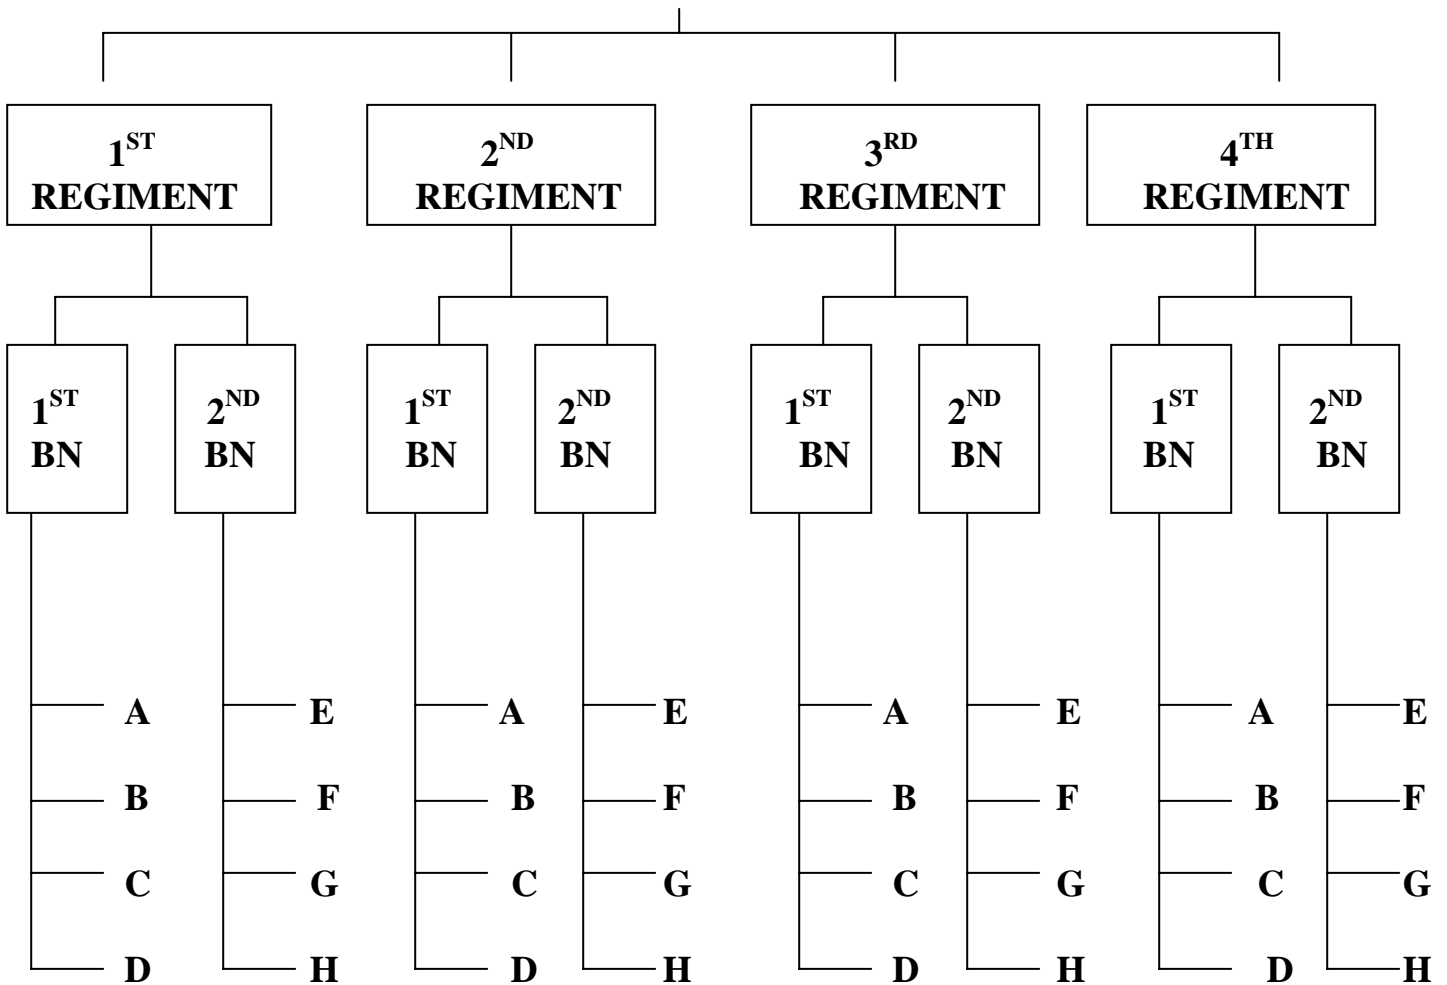 1ST
REGIMENT
2ND
REGIMENT
3RD
REGIMENT
4TH
REGIMENT
1ST
BN
2ND
BN
1ST
BN
2ND
BN
1ST
BN
2ND
BN
1ST
BN
2ND
BN
A E A E A E A E
B F B F B F B F
C G C G C G C G
D H D H D H D H